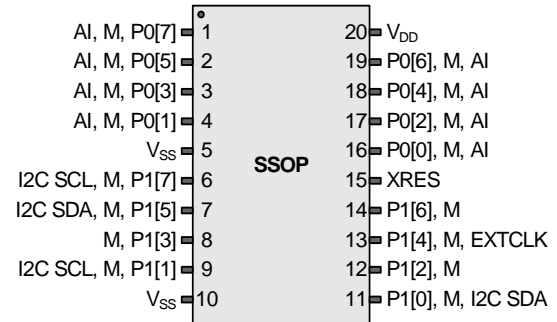 AI, M, P0[7] 1 20 VDD
AI, M, P0[5] 2 19 P0[6], M, AI
AI, M, P0[3] 3 18 P0[4], M, AI
AI, M, P0[1] 4 17 P0[2], M, AI
VSS 5 16 P0[0], M, AI
SSOP
I2C SCL, M, P1[7] 6 15 XRES
I2C SDA, M, P1[5] 7 14 P1[6], M
M, P1[3] 8 13 P1[4], M, EXTCLK
I2C SCL, M, P1[1] 9 12 P1[2], M
VSS 10 11 P1[0], M, I2C SDA